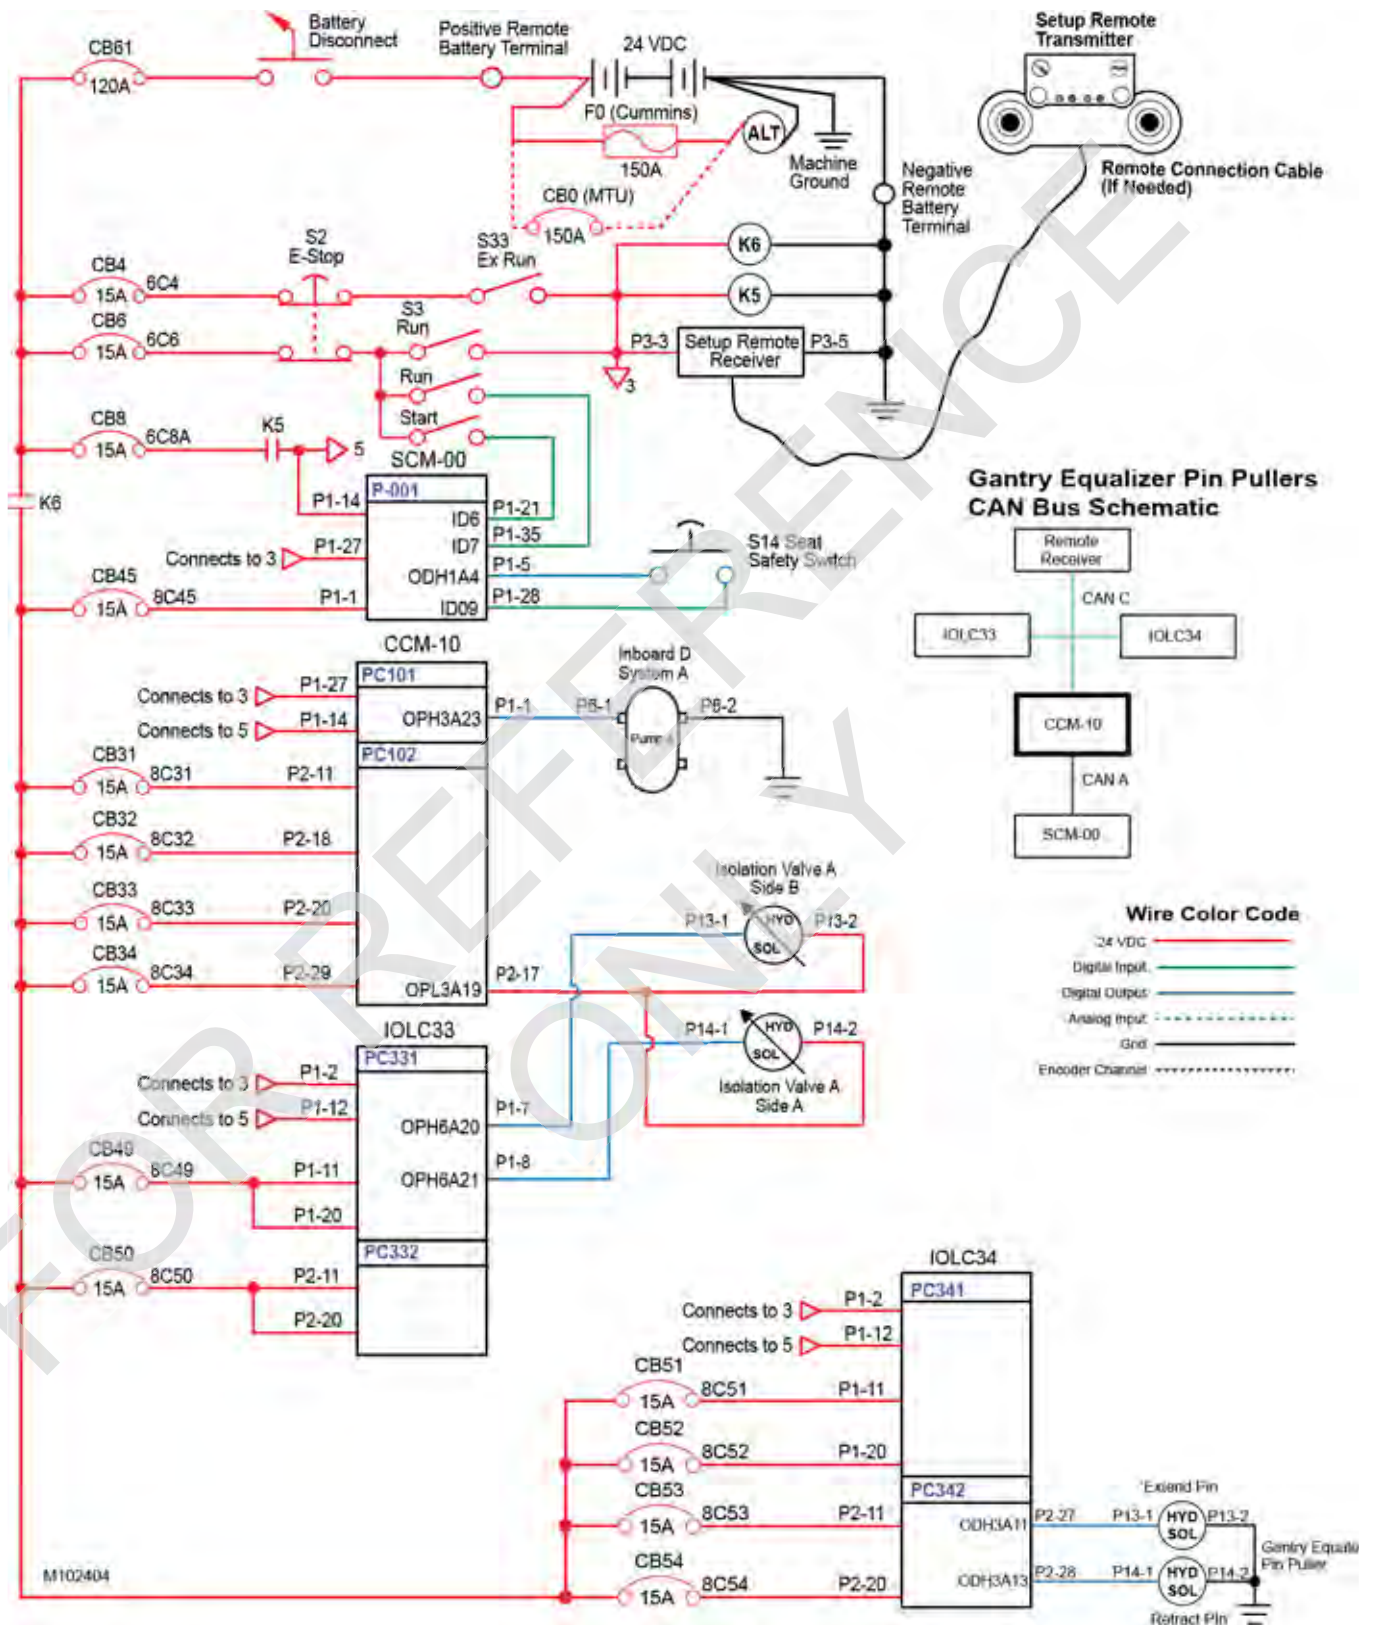 Battery
Disconnect
CB61
120A
Positive Remote
Battery Terminal
24 VDC
F0 (Cummins)
150A
CB0 (MTU)
150A
ALT
Machine
Ground
Setup Remote
Transmitter
Remote Connection Cable
(If Needed)
Negative
Remote
Battery
Terminal
S2
E-Stop
S33
Ex Run
K6
K5
CB4
15A
6C4
CB6
15A
6C6
S3
Run
Run
Start
P3-3
Setup Remote
Receiver
P3-5
3
CB8
15A
6C8A
K5
5
K6
SCM-00
P-001
P1-14
ID6
P1-21
ID7
P1-35
Connects to 3
P1-27
ODH1A4
P1-5
ID09
P1-28
S14 Seat
Safety Switch
CB45
15A
8C45
P1-1
CCM-10
PC101
Connects to 3
P1-27
Connects to 5
P1-14
OPH3A23
P1-1
P6-1
Inboard D
System A
Pump 4
P6-2
PC102
CB31
15A
8C31
P2-11
CB32
15A
8C32
P2-18
CB33
15A
8C33
P2-20
CB34
15A
8C34
P2-29
OPL3A19
P2-17
Isolation Valve A
Side B
P13-1
HYD
SOL
P13-2
P14-1
HYD
SOL
P14-2
Isolation Valve A
Side A
IOLC33
PC331
Connects to 3
P1-2
Connects to 5
P1-12
OPH6A20
P1-7
OPH6A21
P1-8
CB49
15A
8C49
P1-11
P1-20
PC332
CB50
15A
8C50
P2-11
P2-20
Gantry Equalizer Pin Pullers
CAN Bus Schematic
Remote
Receiver
CAN C
IOLC33
IOLC34
CCM-10
CAN A
SCM-00
Wire Color Code
24 VDC
Digital Input
Digital Output
Analog Input
Gnd
Encoder Channel
IOLC34
PC341
Connects to 3
P1-2
Connects to 5
P1-12
CB51
15A
8C51
P1-11
CB52
15A
8C52
P1-20
PC342
CB53
15A
8C53
P2-11
ODH3A11
P2-27
CB54
15A
8C54
P2-20
ODH3A13
P2-28
Extend Pin
P13-1
HYD
SOL
P13-2
P14-1
HYD
SOL
P14-2
Retract Pin
Gentry Equaliz
Pin Puller
M102404
FOR REFERENCE
ONLY